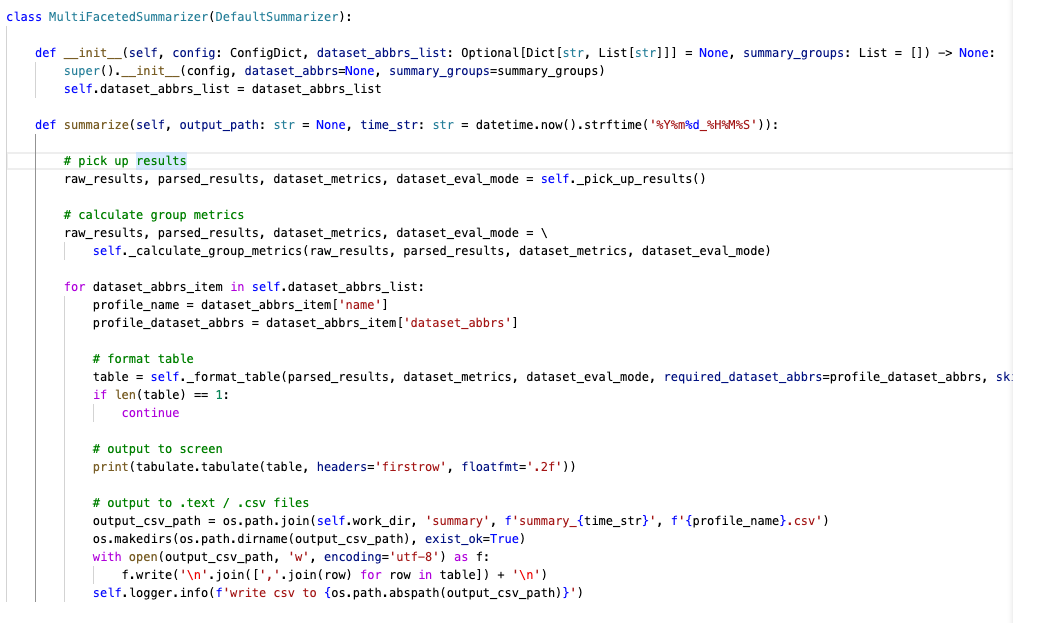 class MultiFacetedSummarizer(DefaultSummarizer):
def __init__(self, config: ConfigDict, dataset_abbrs_list: Optional[Dict[str, List[str]]] = None, summary_groups: List = []) -> None:
super().__init__(config, dataset_abbrs=None, summary_groups=summary_groups)
self.dataset_abbrs_list = dataset_abbrs_list
def summarize(self, output_path: str = None, time_str: str = datetime.now().strftime('%Y%m%d_%H%M%S')):
# pick up results
raw_results, parsed_results, dataset_metrics, dataset_eval_mode = self._pick_up_results()
# calculate group metrics
raw_results, parsed_results, dataset_metrics, dataset_eval_mode = \
self._calculate_group_metrics(raw_results, parsed_results, dataset_metrics, dataset_eval_mode)
for dataset_abbrs_item in self.dataset_abbrs_list:
profile_name = dataset_abbrs_item['name']
profile_dataset_abbrs = dataset_abbrs_item['dataset_abbrs']
# format table
table = self._format_table(parsed_results, dataset_metrics, dataset_eval_mode, required_dataset_abbrs=profile_dataset_abbrs,
if len(table) == 1:
continue
# output to screen
print(tabulate.tabulate(table, headers='firstrow', floatfmt='.2f'))
# output to .text / .csv files
output_csv_path = os.path.join(self.work_dir, 'summary', f'summary_{time_str}', f'{profile_name}.csv')
os.makedirs(os.path.dirname(output_csv_path), exist_ok=True)
with open(output_csv_path, 'w', encoding='utf-8') as f:
f.write('\n'.join([','.join(row) for row in table]) + '\n')
self.logger.info(f'write csv to {os.path.abspath(output_csv_path)}')